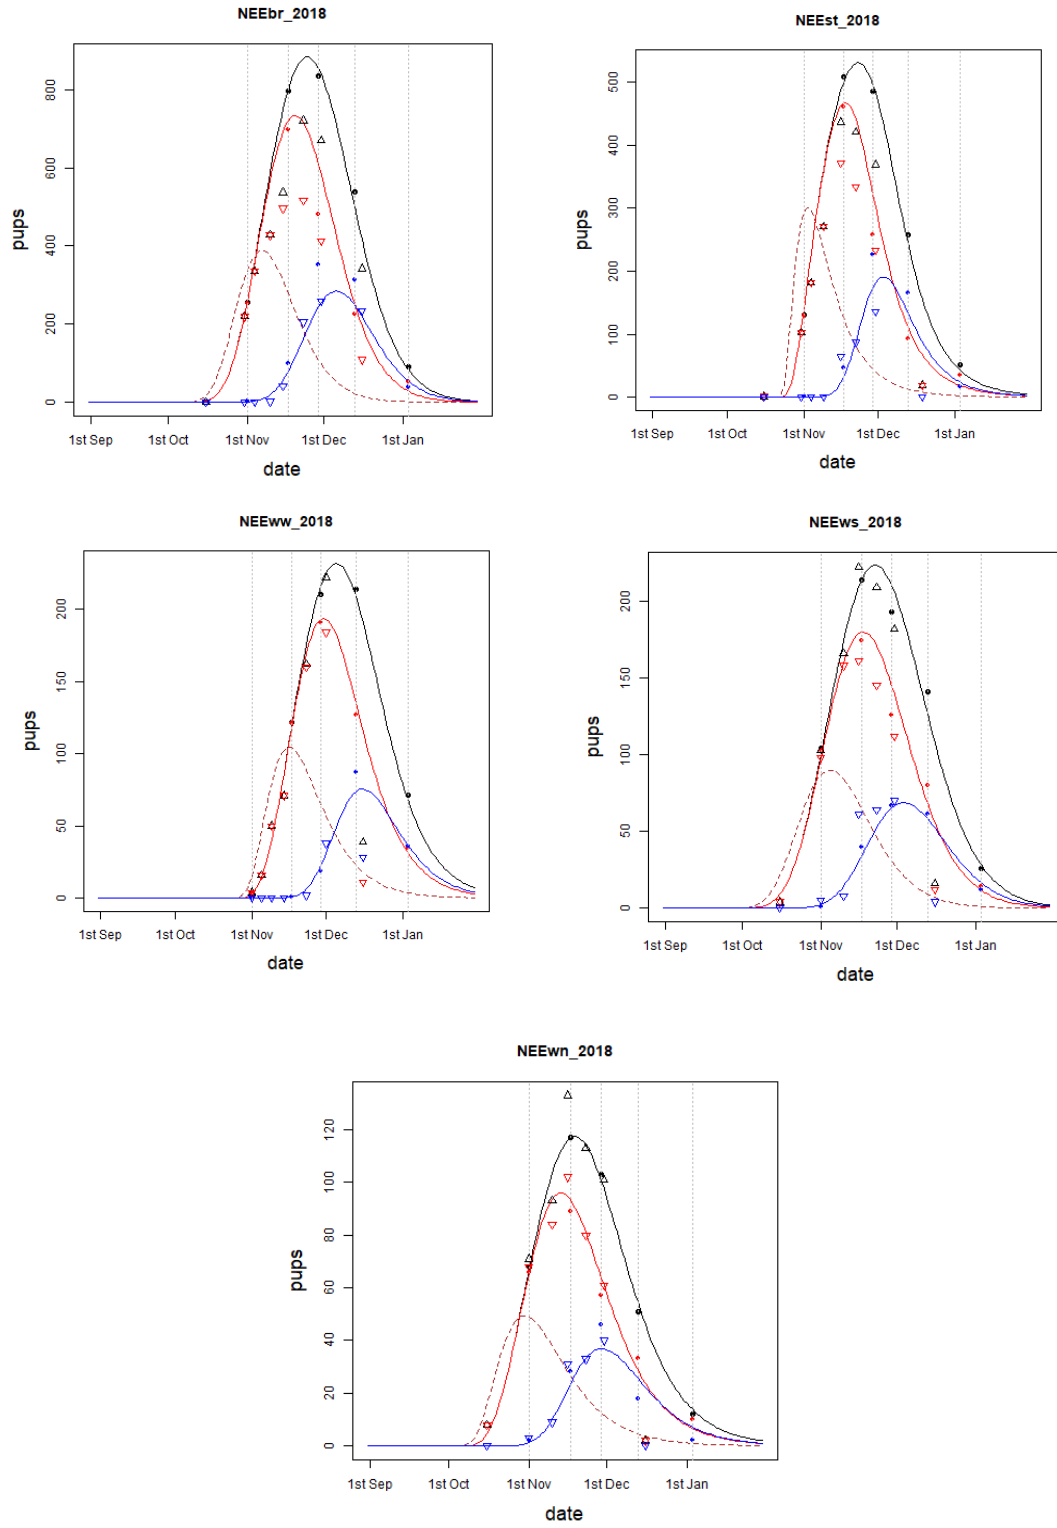 NEEbr_2018
pups
800
600
400
200
0
1st Sep 1st Oct 1st Nov 1st Dec 1st Jan
date
NEEst_2018
pups
500
400
300
200
100
0
1st Sep 1st Oct 1st Nov 1st Dec 1st Jan
date
NEEww_2018
pups
200
150
100
50
0
1st Sep 1st Oct 1st Nov 1st Dec 1st Jan
date
NEEws_2018
pups
200
150
100
50
0
1st Sep 1st Oct 1st Nov 1st Dec 1st Jan
date
NEEwn_2018
pups
120
100
80
60
40
20
0
1st Sep 1st Oct 1st Nov 1st Dec 1st Jan
date